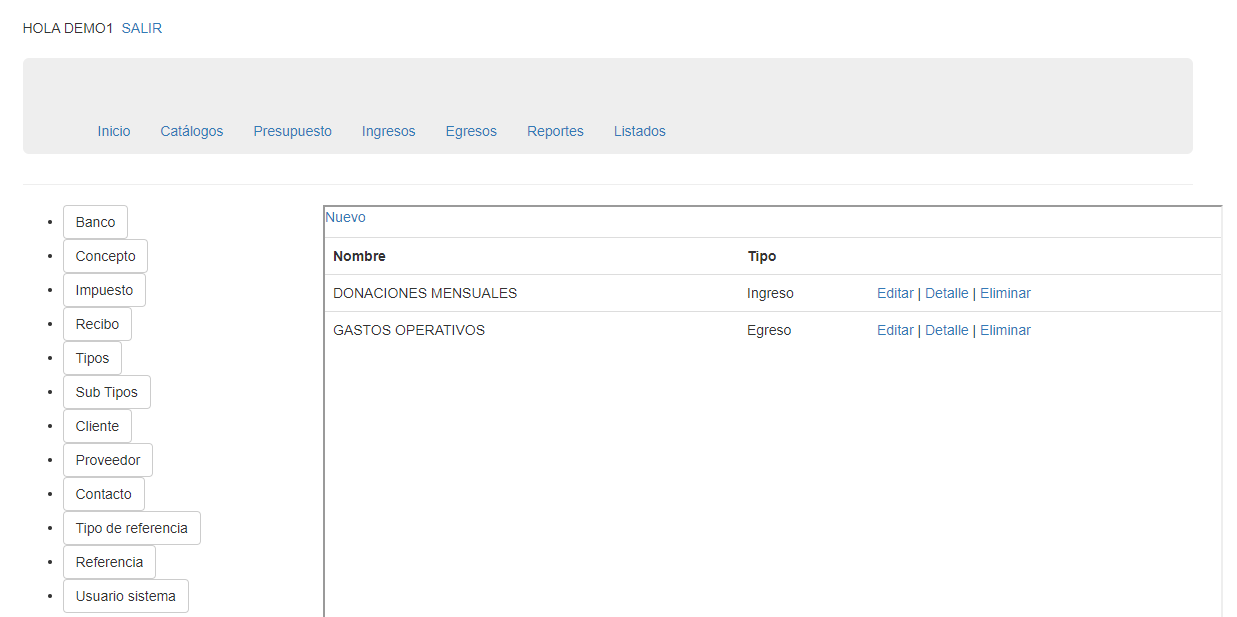 HOLA DEMO1 SALIR
Inicio Catálogos Presupuesto Ingresos Egresos Reportes Listados
Banco
Concepto
Impuesto
Recibo
Tipos
Sub Tipos
Cliente
Proveedor
Contacto
Tipo de referencia
Referencia
Usuario sistema
Nuevo
Nombre Tipo
DONACIONES MENSUALES Ingreso Editar | Detalle | Eliminar
GASTOS OPERATIVOS Egreso Editar | Detalle | Eliminar